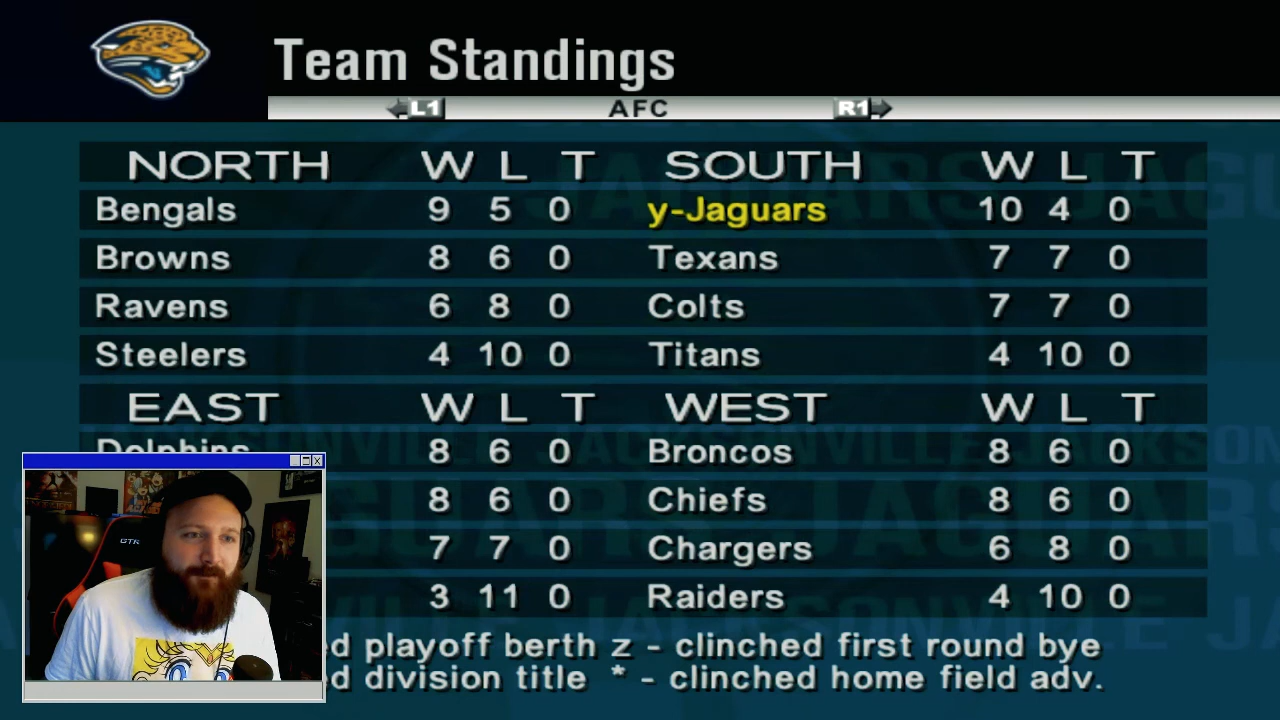 Team Standings
L1 AFC R1
NORTH W L T SOUTH W L T
Bengals 9 5 0 y-Jaguars 10 4 0
Browns 8 6 0 Texans 7 7 0
Ravens 6 8 0 Colts 7 7 0
Steelers 4 10 0 Titans 4 10 0
EAST W L T WEST W L T
Dolphins 8 6 0 Broncos 8 6 0
8 6 0 Chiefs 8 6 0
7 7 0 Chargers 6 8 0
3 11 0 Raiders 4 10 0
playoff berth z - clinched first round bye
division title * - clinched home field adv.
GTR